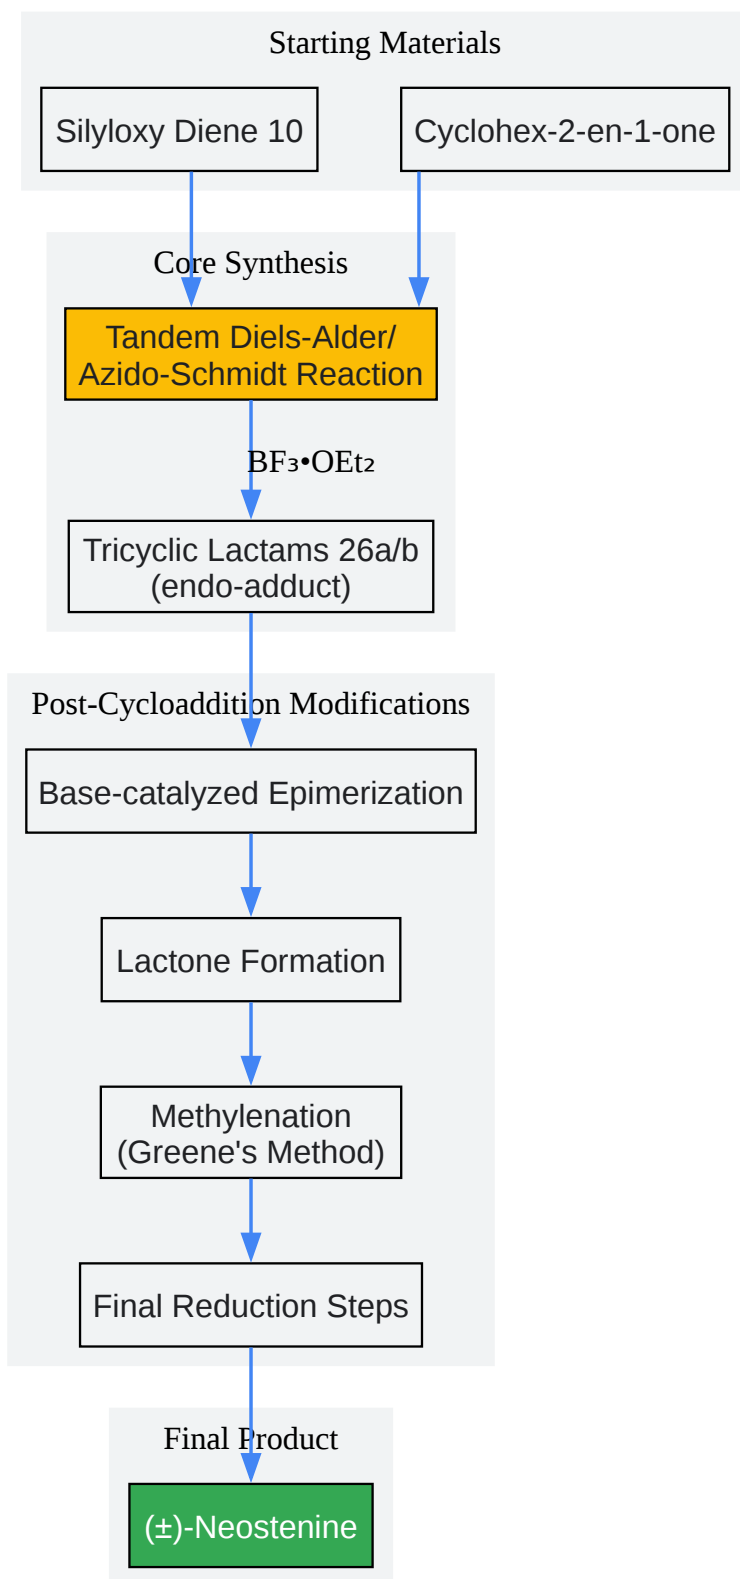 Starting Materials
Silyloxy Diene 10
Cyclohex-2-en-1-one
Core Synthesis
Tandem Diels-Alder/
Azido-Schmidt Reaction
BF₃•OEt₂
Tricyclic Lactams 26a/b
(endo-adduct)
Post-Cycloaddition Modifications
Base-catalyzed Epimerization
Lactone Formation
Methylenation
(Greene's Method)
Final Reduction Steps
Final Product
(±)-Neostenine